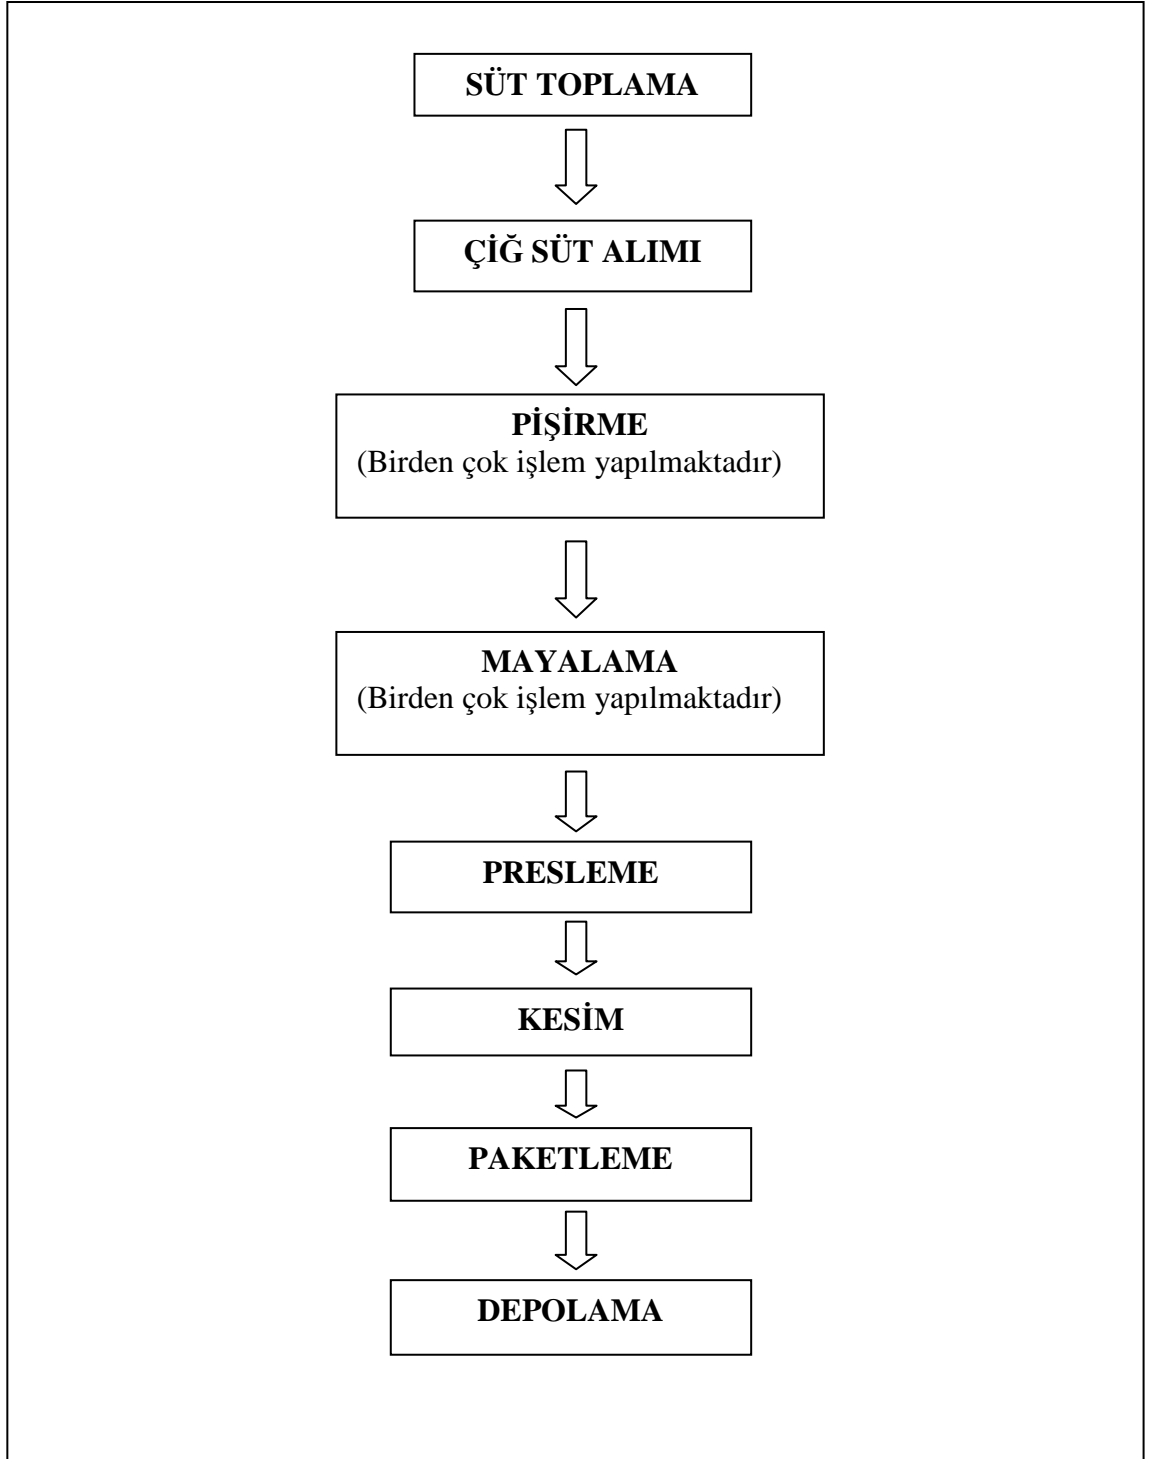 SÜT TOPLAMA
ÇİĞ SÜT ALIMI
PİŞİRME
(Birden çok işlem yapılmaktadır)
MAYALAMA
(Birden çok işlem yapılmaktadır)
PRESLEME
KESİM
PAKETLEME
DEPOLAMA